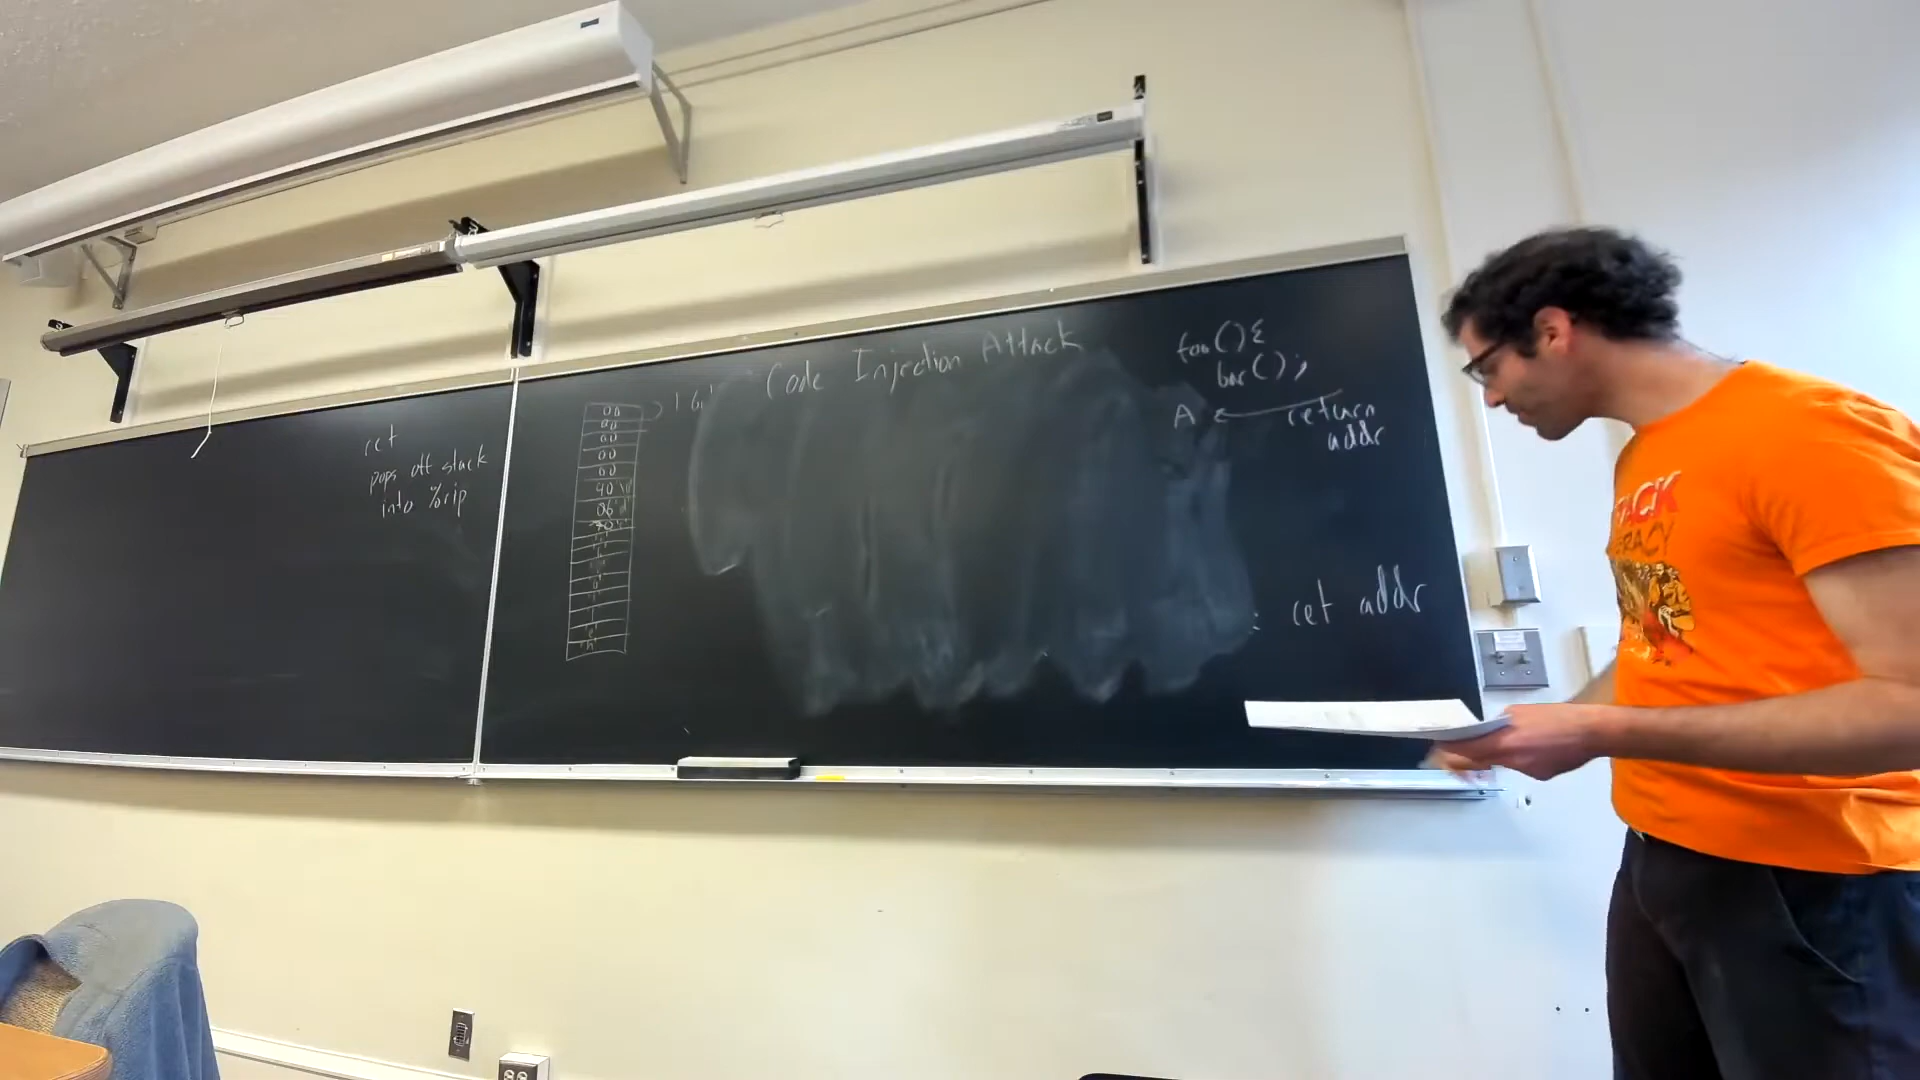 ret
pops off stack
into %rip
00
00
00
00
00
40
06
Code Injection Attack
foo(){
bar();
A ← return
addr
: ret addr